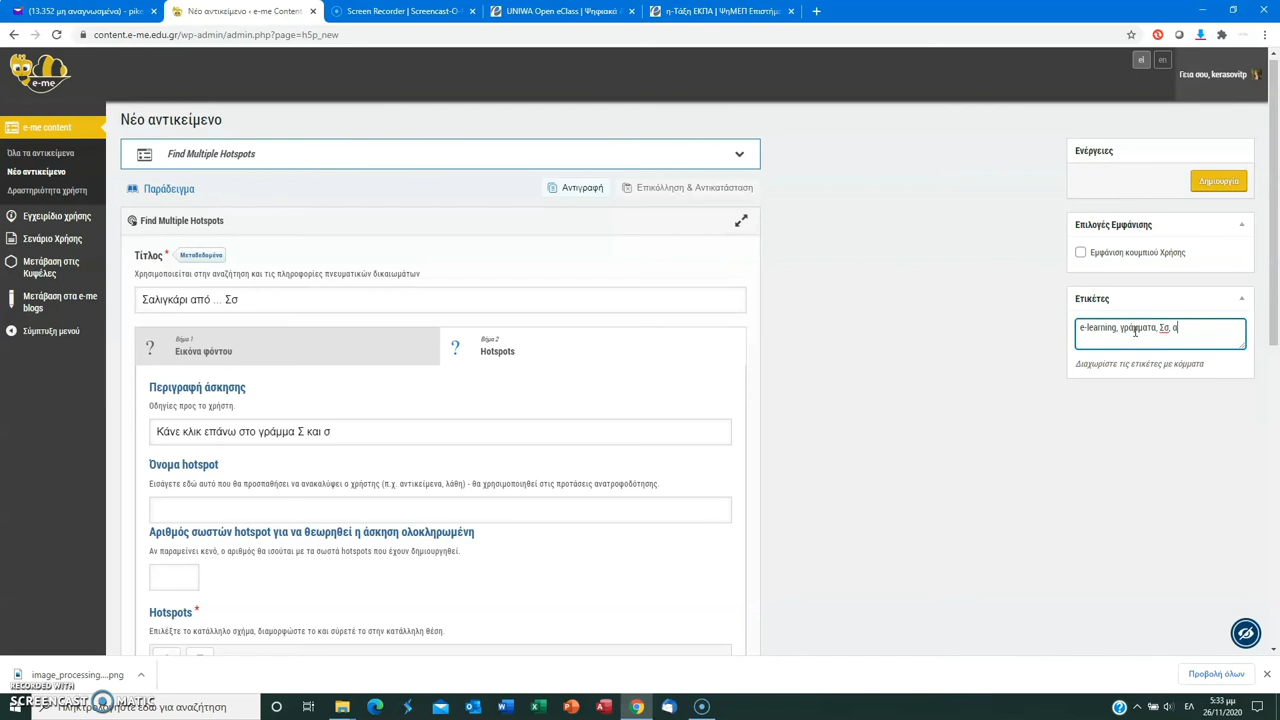 (13.352 μη αναγνωσμένα) - pike
Νέο αντικείμενο ‹ e-me Content
Screen Recorder | Screencast-O-
UNIWA Open eClass | Ψηφιακά
η-Τάξη ΕΚΠΑ | ΨηΜΕΠ Επιστήμ
content.e-me.edu.gr/wp-admin/admin.php?page=h5p_new
e-me
el
en
Γεια σου, kerasovitp
e-me content
Όλα τα αντικείμενα
Νέο αντικείμενο
Δραστηριότητα χρήστη
Εγχειρίδιο χρήσης
Σενάριο Χρήσης
Μετάβαση στις
Κυψέλες
Μετάβαση στα e-me
blogs
Σύμπτυξη μενού
Νέο αντικείμενο
Find Multiple Hotspots
Παράδειγμα
Αντιγραφή
Επικόλληση & Αντικατάσταση
Find Multiple Hotspots
Τίτλος *
Μεταδεδομένα
Χρησιμοποιείται στην αναζήτηση και τις πληροφορίες πνευματικών δικαιωμάτων
Σαλιγκάρι από ... Σσ
Βήμα 1
Εικόνα φόντου
Βήμα 2
Hotspots
Περιγραφή άσκησης
Οδηγίες προς το χρήστη.
Κάνε κλικ επάνω στο γράμμα Σ και σ
Όνομα hotspot
Εισάγετε εδώ αυτό που θα προσπαθήσει να ανακαλύψει ο χρήστης (π.χ. αντικείμενα, λάθη) - θα χρησιμοποιηθεί στις προτάσεις ανατροφοδότησης.
Αριθμός σωστών hotspot για να θεωρηθεί η άσκηση ολοκληρωμένη
Αν παραμείνει κενό, ο αριθμός θα ισούται με τα σωστά hotspots που έχουν δημιουργηθεί.
Hotspots *
Επιλέξτε το κατάλληλο σχήμα, διαμορφώστε το και σύρετέ το στην κατάλληλη θέση.
Ενέργειες
Δημιουργία
Επιλογές Εμφάνισης
Εμφάνιση κουμπιού Χρήσης
Ετικέτες
e-learning, γράμματα, Σσ, α
Διαχωρίστε τις ετικέτες με κόμματα
image_processing....png
Προβολή όλων
RECORDED WITH
SCREENCAST MATIC
Πληκτρολογήστε εδώ για αναζήτηση
ΕΛ
5:33 μμ
26/11/2020